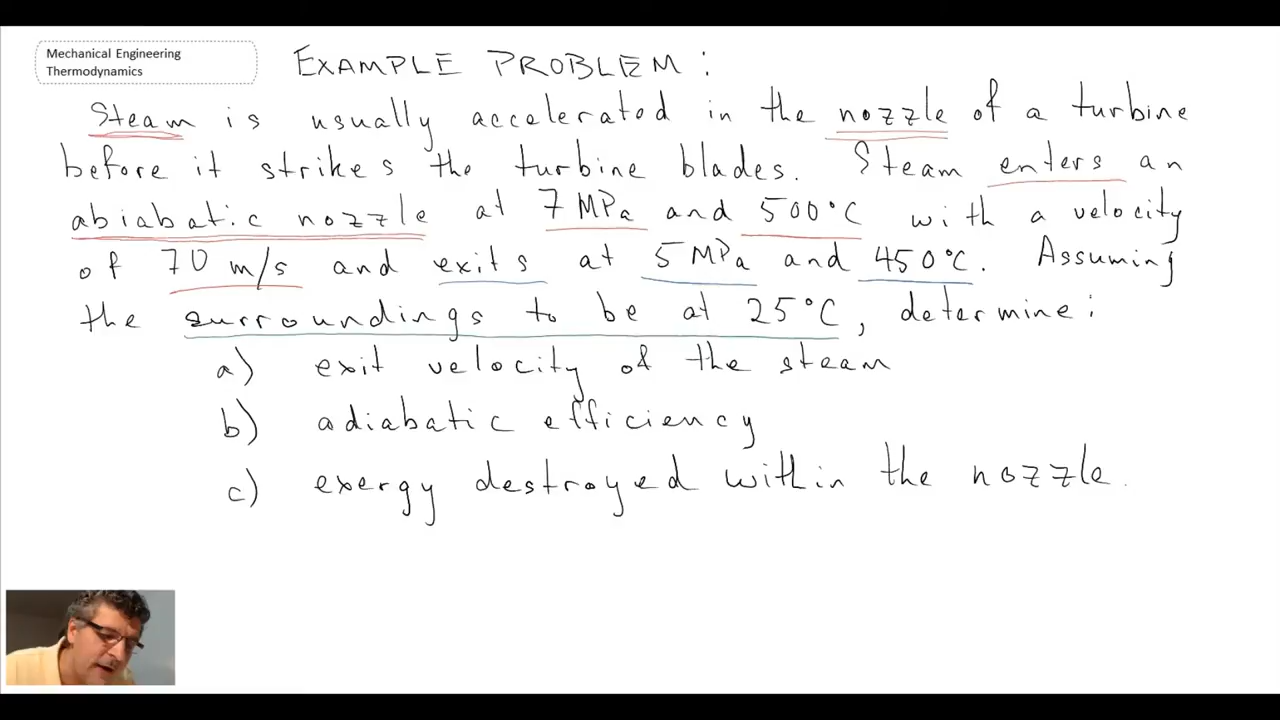 Mechanical Engineering
Thermodynamics
EXAMPLE PROBLEM:
Steam is usually accelerated in the nozzle of a turbine
before it strikes the turbine blades. Steam enters an
abiabatic nozzle at 7 MPa and 500°C with a velocity
of 70 m/s and exits at 5 MPa and 450°C. Assuming
the surroundings to be at 25°C, determine:
a) exit velocity of the steam
b) adiabatic efficiency
c) exergy destroyed within the nozzle.